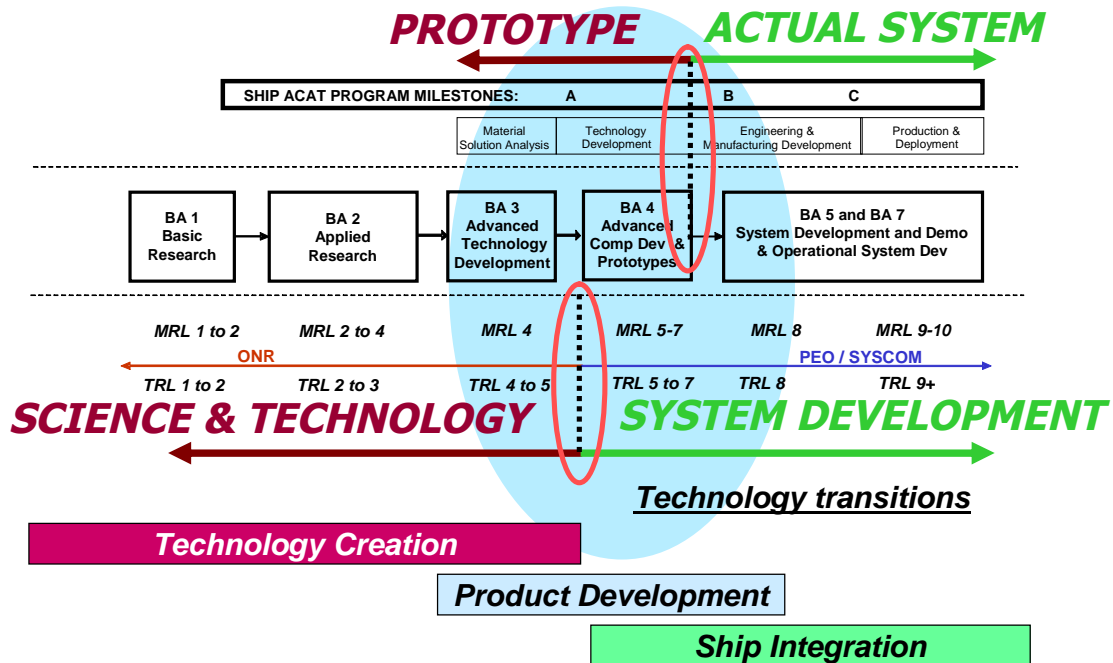 PROTOTYPE
ACTUAL SYSTEM
SHIP ACAT PROGRAM MILESTONES: A B C
Material
Solution Analysis
Technology
Development
Engineering &
Manufacturing Development
Production &
Deployment
BA 1
Basic
Research
BA 2
Applied
Research
BA 3
Advanced
Technology
Development
BA 4
Advanced
Comp Dev &
Prototypes
BA 5 and BA 7
System Development and Demo
& Operational System Dev
MRL 1 to 2
MRL 2 to 4
MRL 4
MRL 5-7
MRL 8
MRL 9-10
ONR
PEO / SYSCOM
TRL 1 to 2
TRL 2 to 3
TRL 4 to 5
TRL 5 to 7
TRL 8
TRL 9+
SCIENCE & TECHNOLOGY
SYSTEM DEVELOPMENT
Technology transitions
Technology Creation
Product Development
Ship Integration